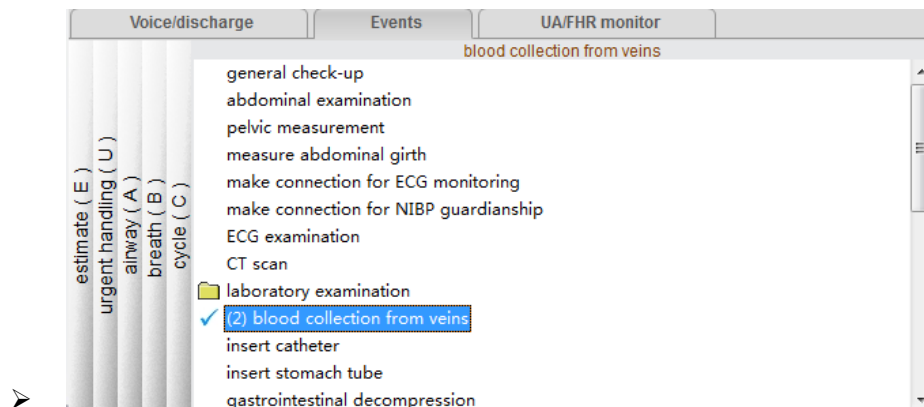 Voice/discharge Events UA/FHR monitor
blood collection from veins
estimate ( E )
urgent handling ( U )
airway ( A )
breath ( B )
cycle ( C )
general check-up
abdominal examination
pelvic measurement
measure abdominal girth
make connection for ECG monitoring
make connection for NIBP guardianship
ECG examination
CT scan
laboratory examination
(2) blood collection from veins
insert catheter
insert stomach tube
gastrointestinal decompression